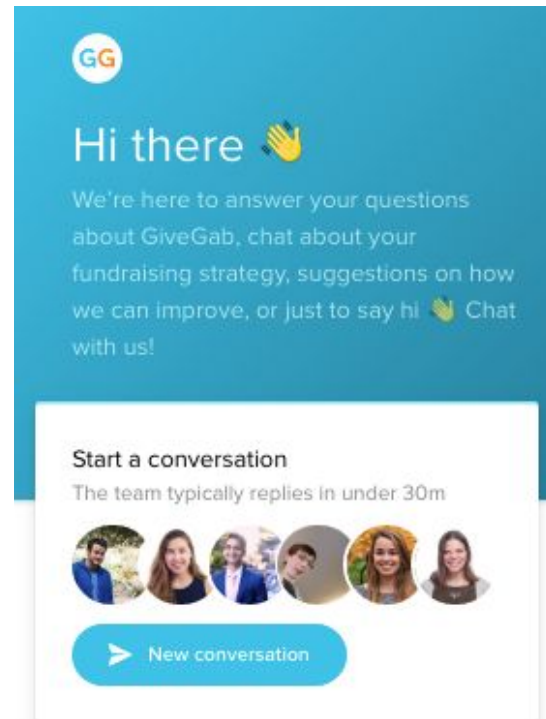 GG
Hi there 👋
We're here to answer your questions
about GiveGab, chat about your
fundraising strategy, suggestions on how
we can improve, or just to say hi 👋 Chat
with us!
Start a conversation
The team typically replies in under 30m
New conversation